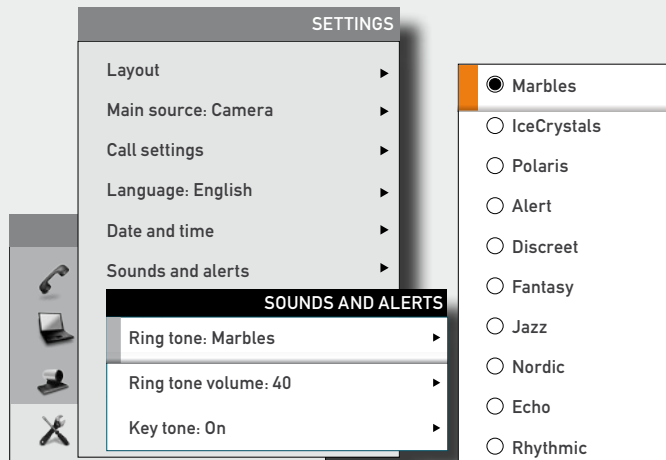 SETTINGS
Layout
Main source: Camera
Call settings
Language: English
Date and time
Sounds and alerts
SOUNDS AND ALERTS
Ring tone: Marbles
Ring tone volume: 40
Key tone: On
Marbles
IceCrystals
Polaris
Alert
Discreet
Fantasy
Jazz
Nordic
Echo
Rhythmic